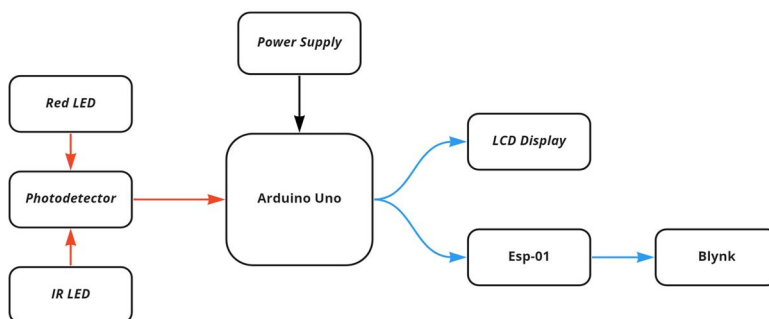 Power Supply
Red LED
LCD Display
Photodetector
Arduino Uno
Esp-01
Blynk
IR LED